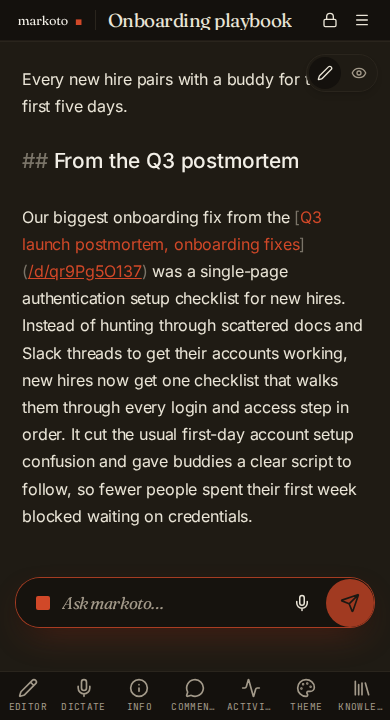 markoto
Onboarding playbook
Every new hire pairs with a buddy for
first five days.
## From the Q3 postmortem
Our biggest onboarding fix from the [Q3
launch postmortem, onboarding fixes]
(/d/qr9Pg5O137) was a single-page
authentication setup checklist for new hires.
Instead of hunting through scattered docs and
Slack threads to get their accounts working,
new hires now get one checklist that walks
them through every login and access step in
order. It cut the usual first-day account setup
confusion and gave buddies a clear script to
follow, so fewer people spent their first week
blocked waiting on credentials.
Ask markoto...
EDITOR DICTATE INFO COMMEN… ACTIVI… THEME KNOWLE…